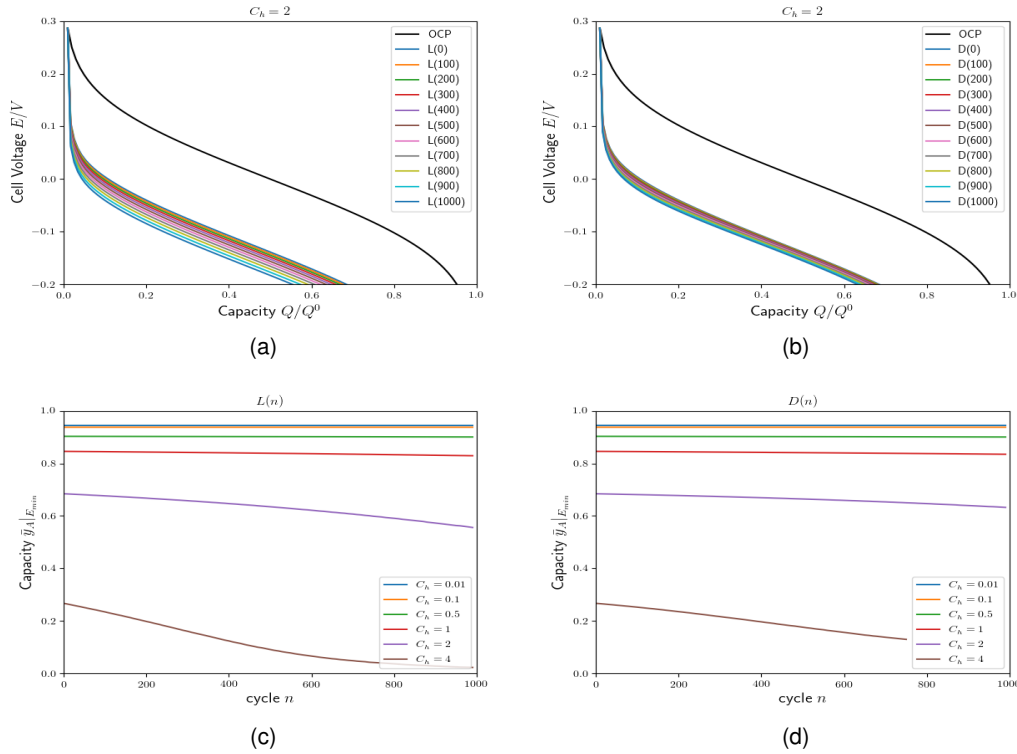 C_h = 2
Cell Voltage E/V
0.3
0.2
0.1
0.0
−0.1
−0.2
OCP
L(0)
L(100)
L(200)
L(300)
L(400)
L(500)
L(600)
L(700)
L(800)
L(900)
L(1000)
0.0 0.2 0.4 0.6 0.8 1.0
Capacity Q/Q⁰
(a)
C_h = 2
Cell Voltage E/V
0.3
0.2
0.1
0.0
−0.1
−0.2
OCP
D(0)
D(100)
D(200)
D(300)
D(400)
D(500)
D(600)
D(700)
D(800)
D(900)
D(1000)
0.0 0.2 0.4 0.6 0.8 1.0
Capacity Q/Q⁰
(b)
L(n)
Capacity ȳ_A|_{E_min}
1.0
0.8
0.6
0.4
0.2
0.0
C_h = 0.01
C_h = 0.1
C_h = 0.5
C_h = 1
C_h = 2
C_h = 4
0 200 400 600 800 1000
cycle n
(c)
D(n)
Capacity ȳ_A|_{E_min}
1.0
0.8
0.6
0.4
0.2
0.0
C_h = 0.01
C_h = 0.1
C_h = 0.5
C_h = 1
C_h = 2
C_h = 4
0 200 400 600 800 1000
cycle n
(d)